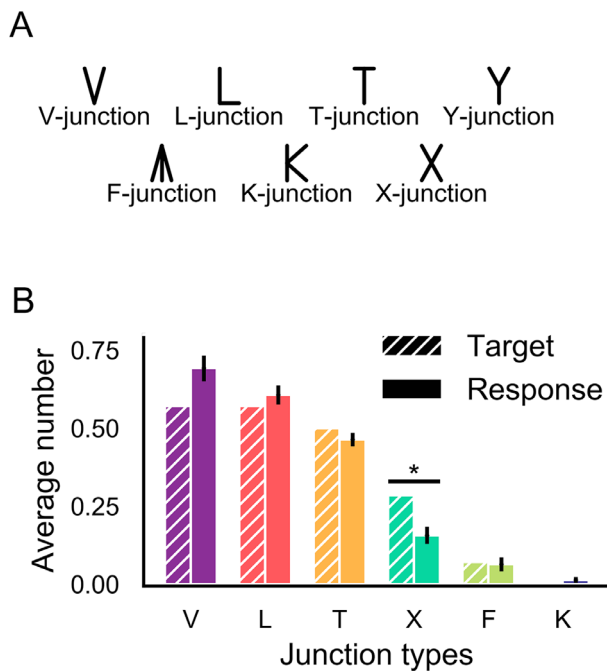 A
V L T Y
V-junction L-junction T-junction Y-junction
K X
F-junction K-junction X-junction
B
Target
Response
Average number
0.75
0.50
0.25
0.00
*
V L T X F K
Junction types